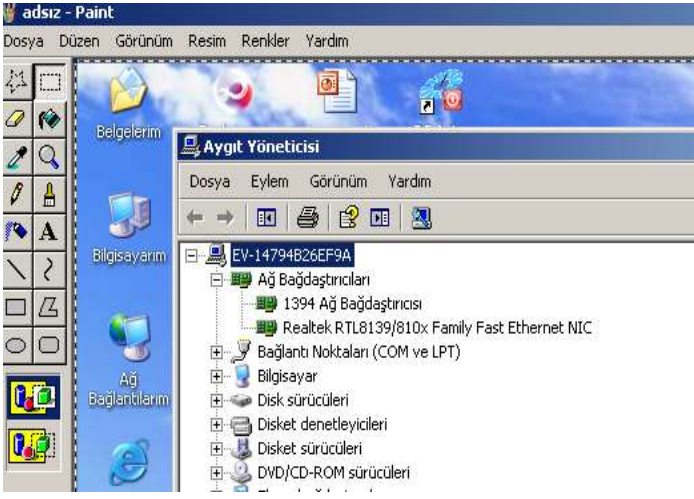 adsız - Paint
Dosya Düzen Görünüm Resim Renkler Yardım
A
Belgelerim
Aygıt Yöneticisi
Dosya Eylem Görünüm Yardım
Bilgisayarım
EV-14794B26EF9A
Ağ Bağdaştırıcıları
1394 Ağ Bağdaştırıcısı
Realtek RTL8139/810x Family Fast Ethernet NIC
Bağlantı Noktaları (COM ve LPT)
Ağ
Bağlantılarım
Bilgisayar
Disk sürücüleri
Disket denetleyicileri
Disket sürücüleri
DVD/CD-ROM sürücüleri